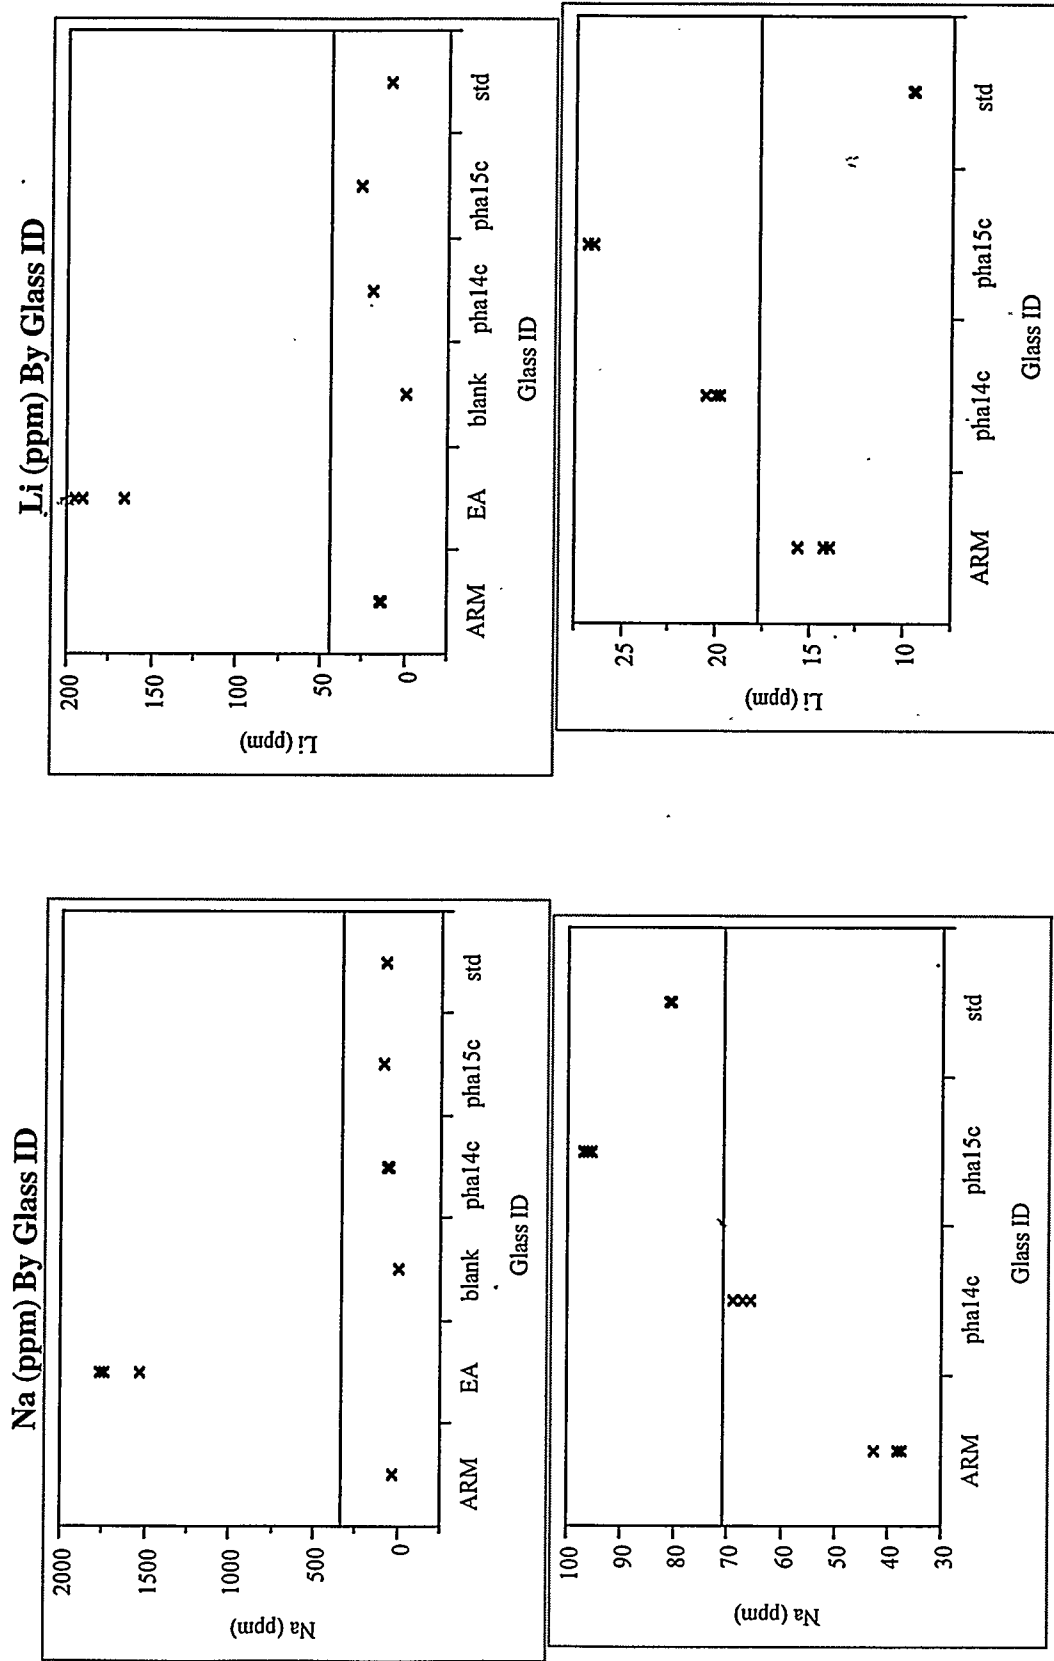 Na (ppm) By Glass ID
2000
1500
1000
500
0
Na (ppm)
ARM EA blank pha14c pha15c std
Glass ID
100
90
80
70
60
50
40
30
Na (ppm)
ARM pha14c pha15c std
Glass ID
Li (ppm) By Glass ID
200
150
100
50
0
Li (ppm)
ARM EA blank pha14c pha15c std
Glass ID
25
20
15
10
Li (ppm)
ARM pha14c pha15c std
Glass ID